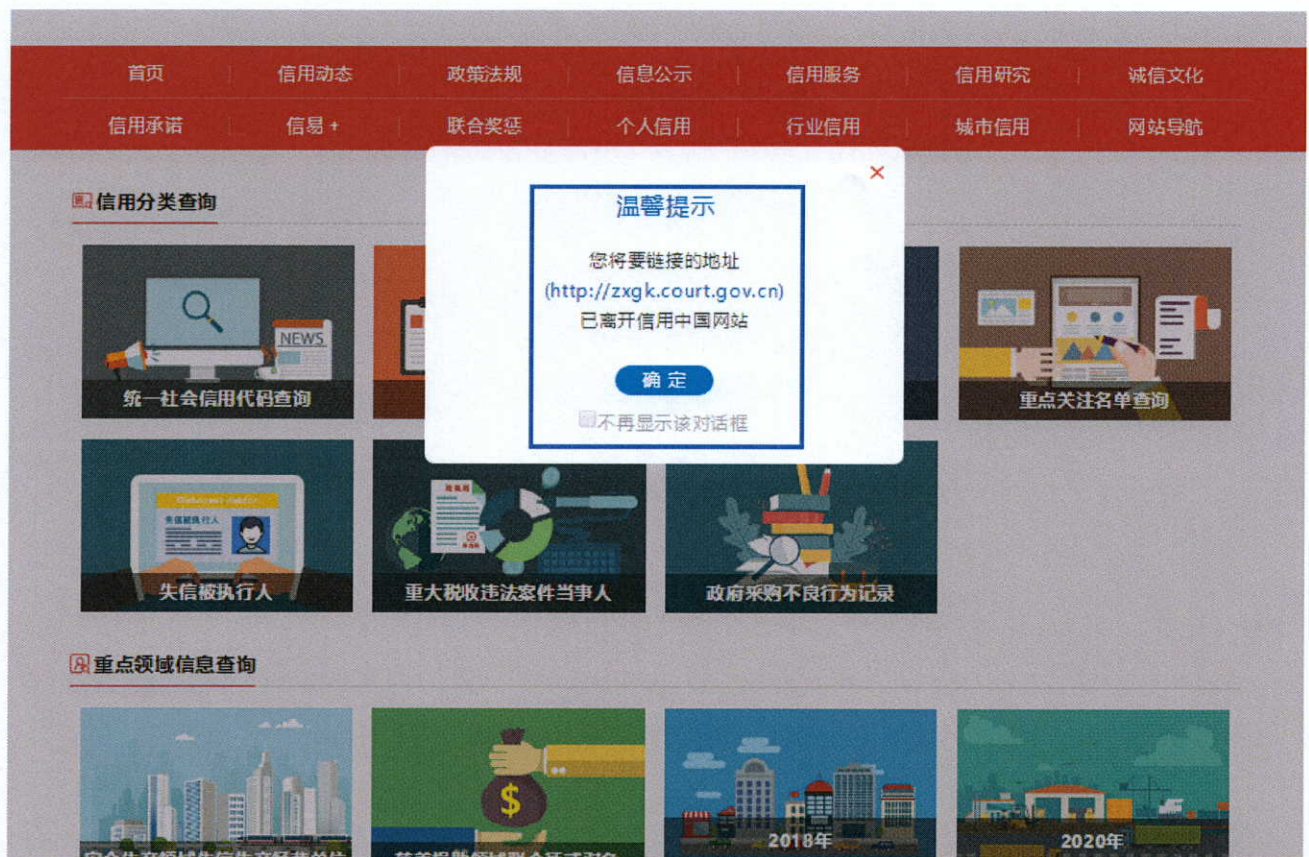 首页 信用动态 政策法规 信息公示 信用服务 信用研究 诚信文化
信用承诺 信易 + 联合奖惩 个人信用 行业信用 城市信用 网站导航
×
信用分类查询
温馨提示
您将要链接的地址
(http://zxgk.court.gov.cn)
已离开信用中国网站
确 定
不再显示该对话框
NEWS
统一社会信用代码查询
重点关注名单查询
失信被执行人
失信被执行人
重大税收违法案件当事人
政府采购不良行为记录
重点领域信息查询
$
2018年
2020年